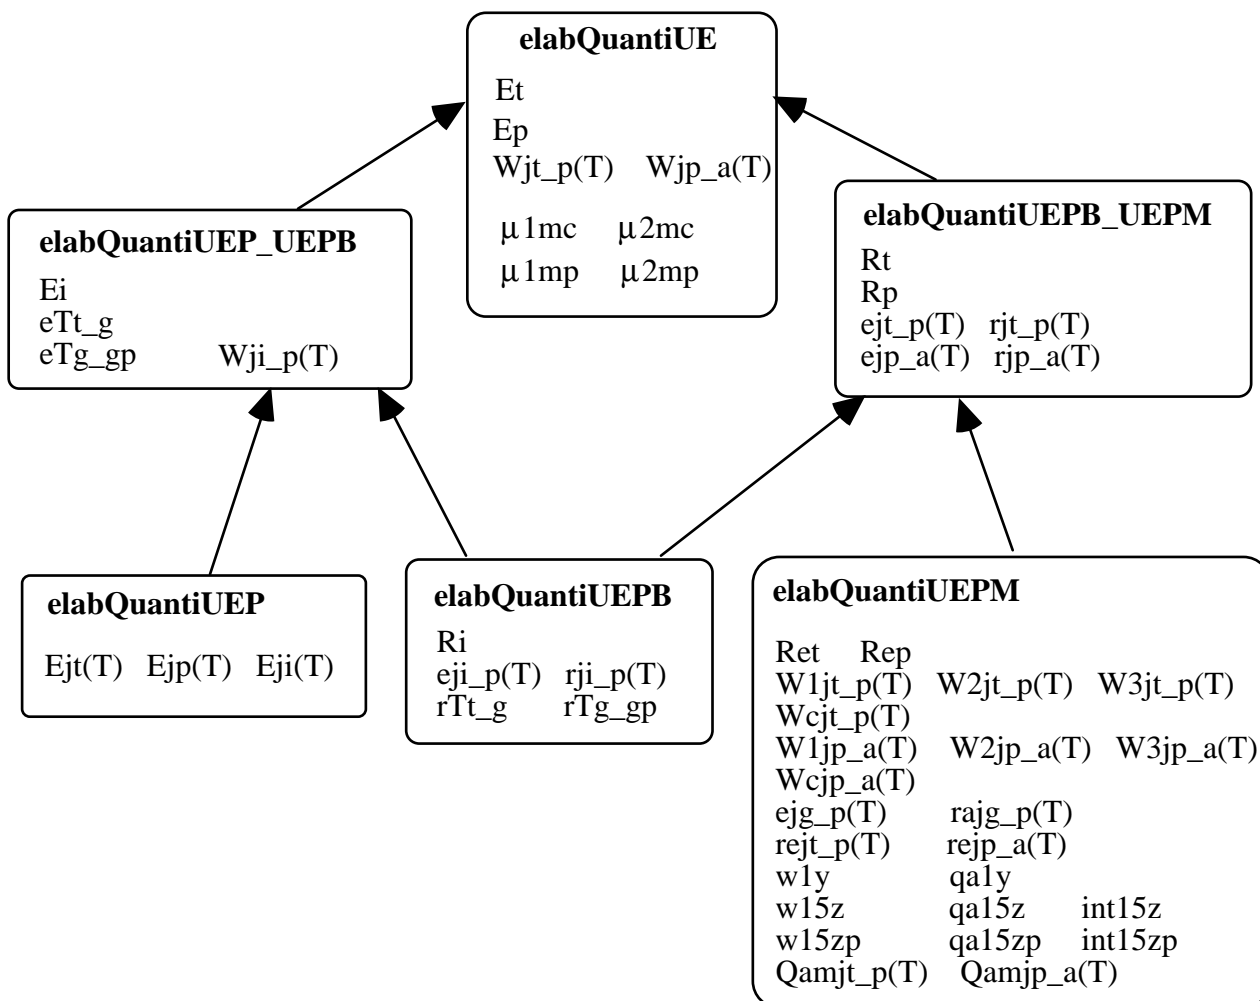 elabQuantiUE
Et
Ep
Wjt_p(T) Wjp_a(T)
µ1mc µ2mc
µ1mp µ2mp
elabQuantiUEP_UEPB
Ei
eTt_g
eTg_gp Wji_p(T)
elabQuantiUEPB_UEPM
Rt
Rp
ejt_p(T) rjt_p(T)
ejp_a(T) rjp_a(T)
elabQuantiUEP
Ejt(T) Ejp(T) Eji(T)
elabQuantiUEPB
Ri
eji_p(T) rji_p(T)
rTt_g rTg_gp
elabQuantiUEPM
Ret Rep
W1jt_p(T) W2jt_p(T) W3jt_p(T)
Wcjt_p(T)
W1jp_a(T) W2jp_a(T) W3jp_a(T)
Wcjp_a(T)
ejg_p(T) rajg_p(T)
rejt_p(T) rejp_a(T)
w1y qa1y
w15z qa15z int15z
w15zp qa15zp int15zp
Qamjt_p(T) Qamjp_a(T)